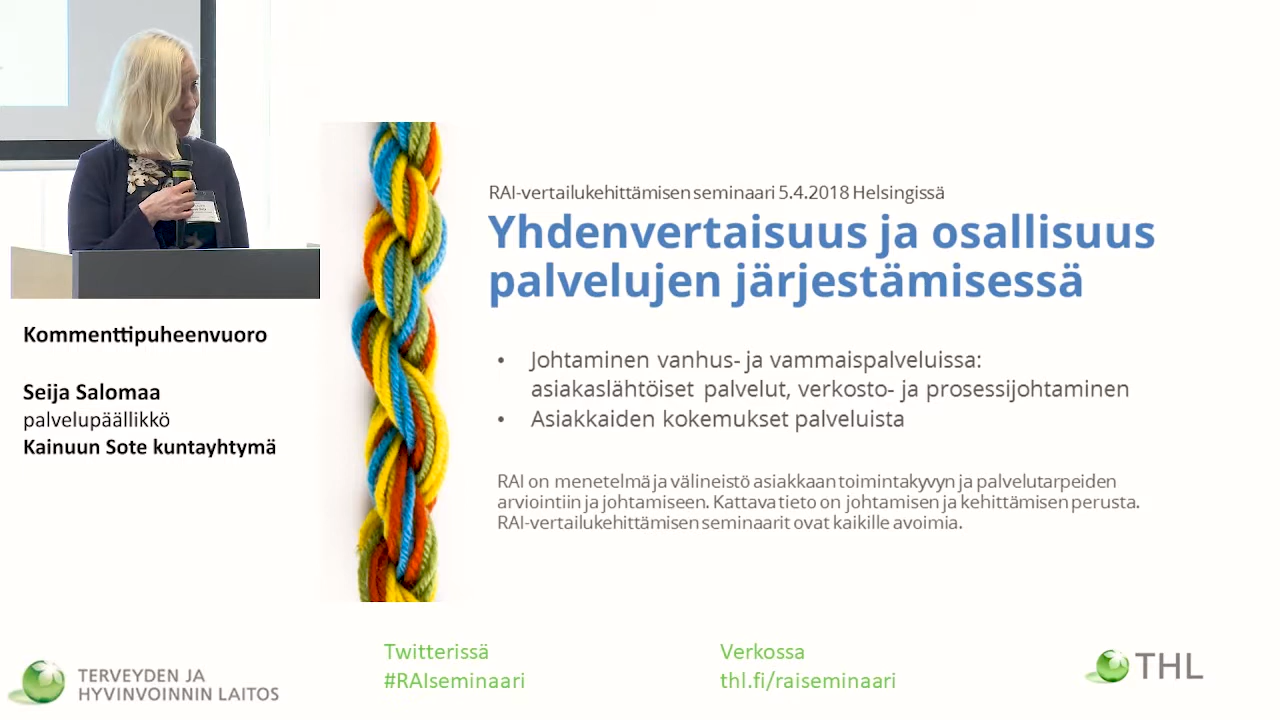 Kommenttipuheenvuoro
Seija Salomaa
palvelupäällikkö
Kainuun Sote kuntayhtymä
RAI-vertailukehittämisen seminaari 5.4.2018 Helsingissä
Yhdenvertaisuus ja osallisuus
palvelujen järjestämisessä
• Johtaminen vanhus- ja vammaispalveluissa:
asiakaslähtöiset palvelut, verkosto- ja prosessijohtaminen
• Asiakkaiden kokemukset palveluista
RAI on menetelmä ja välineistö asiakkaan toimintakyvyn ja palvelutarpeiden
arviointiin ja johtamiseen. Kattava tieto on johtamisen ja kehittämisen perusta.
RAI-vertailukehittämisen seminaarit ovat kaikille avoimia.
TERVEYDEN JA
HYVINVOINNIN LAITOS
Twitterissä
#RAIseminaari
Verkossa
thl.fi/raiseminaari
THL